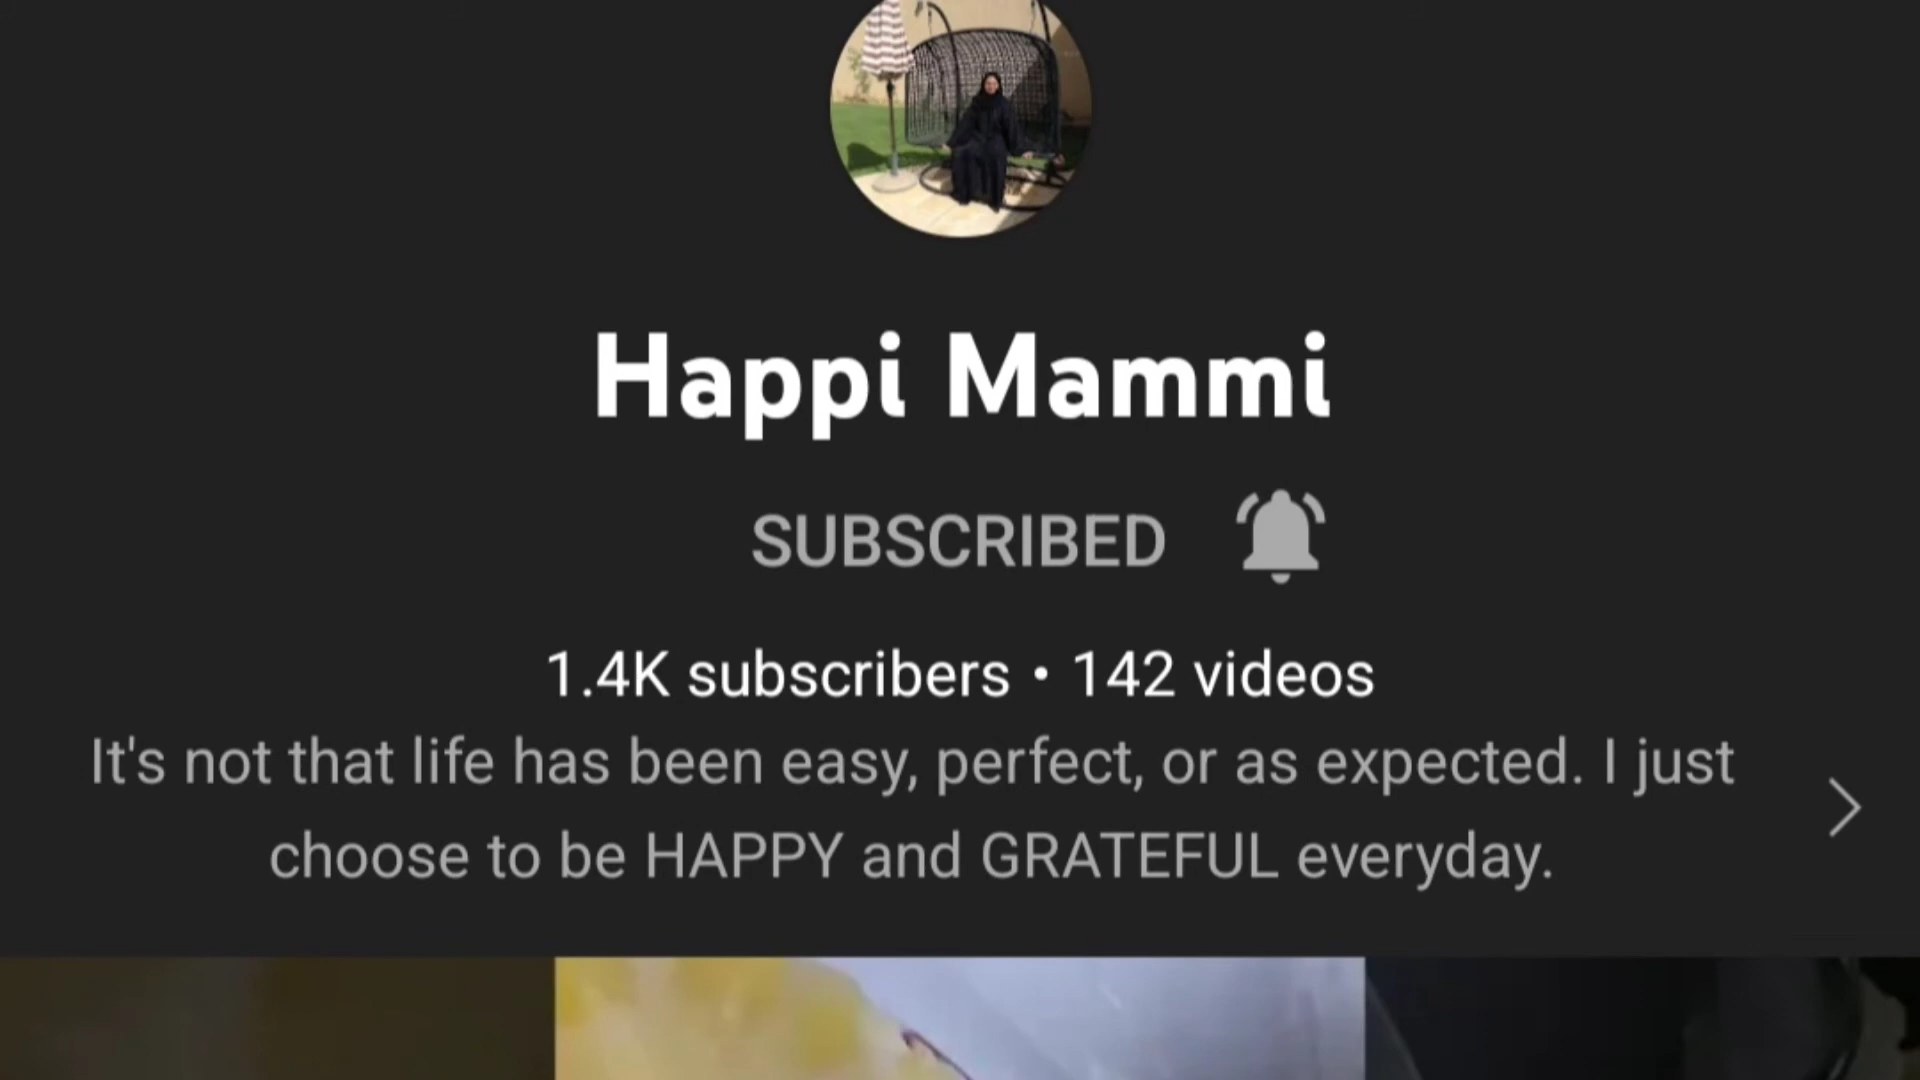 Happi Mammi
SUBSCRIBED
1.4K subscribers • 142 videos
It's not that life has been easy, perfect, or as expected. I just
choose to be HAPPY and GRATEFUL everyday.